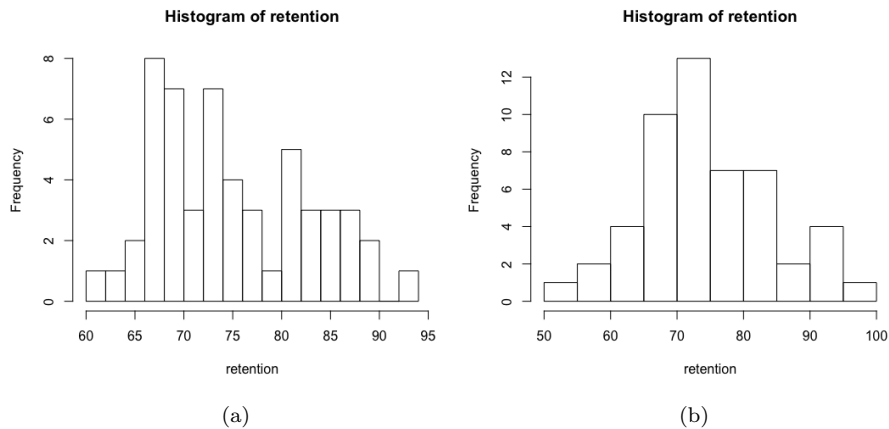 Histogram of retention
Frequency
0
2
4
6
8
60 65 70 75 80 85 90 95
retention
(a)
Histogram of retention
Frequency
0
2
4
6
8
10
12
50 60 70 80 90 100
retention
(b)